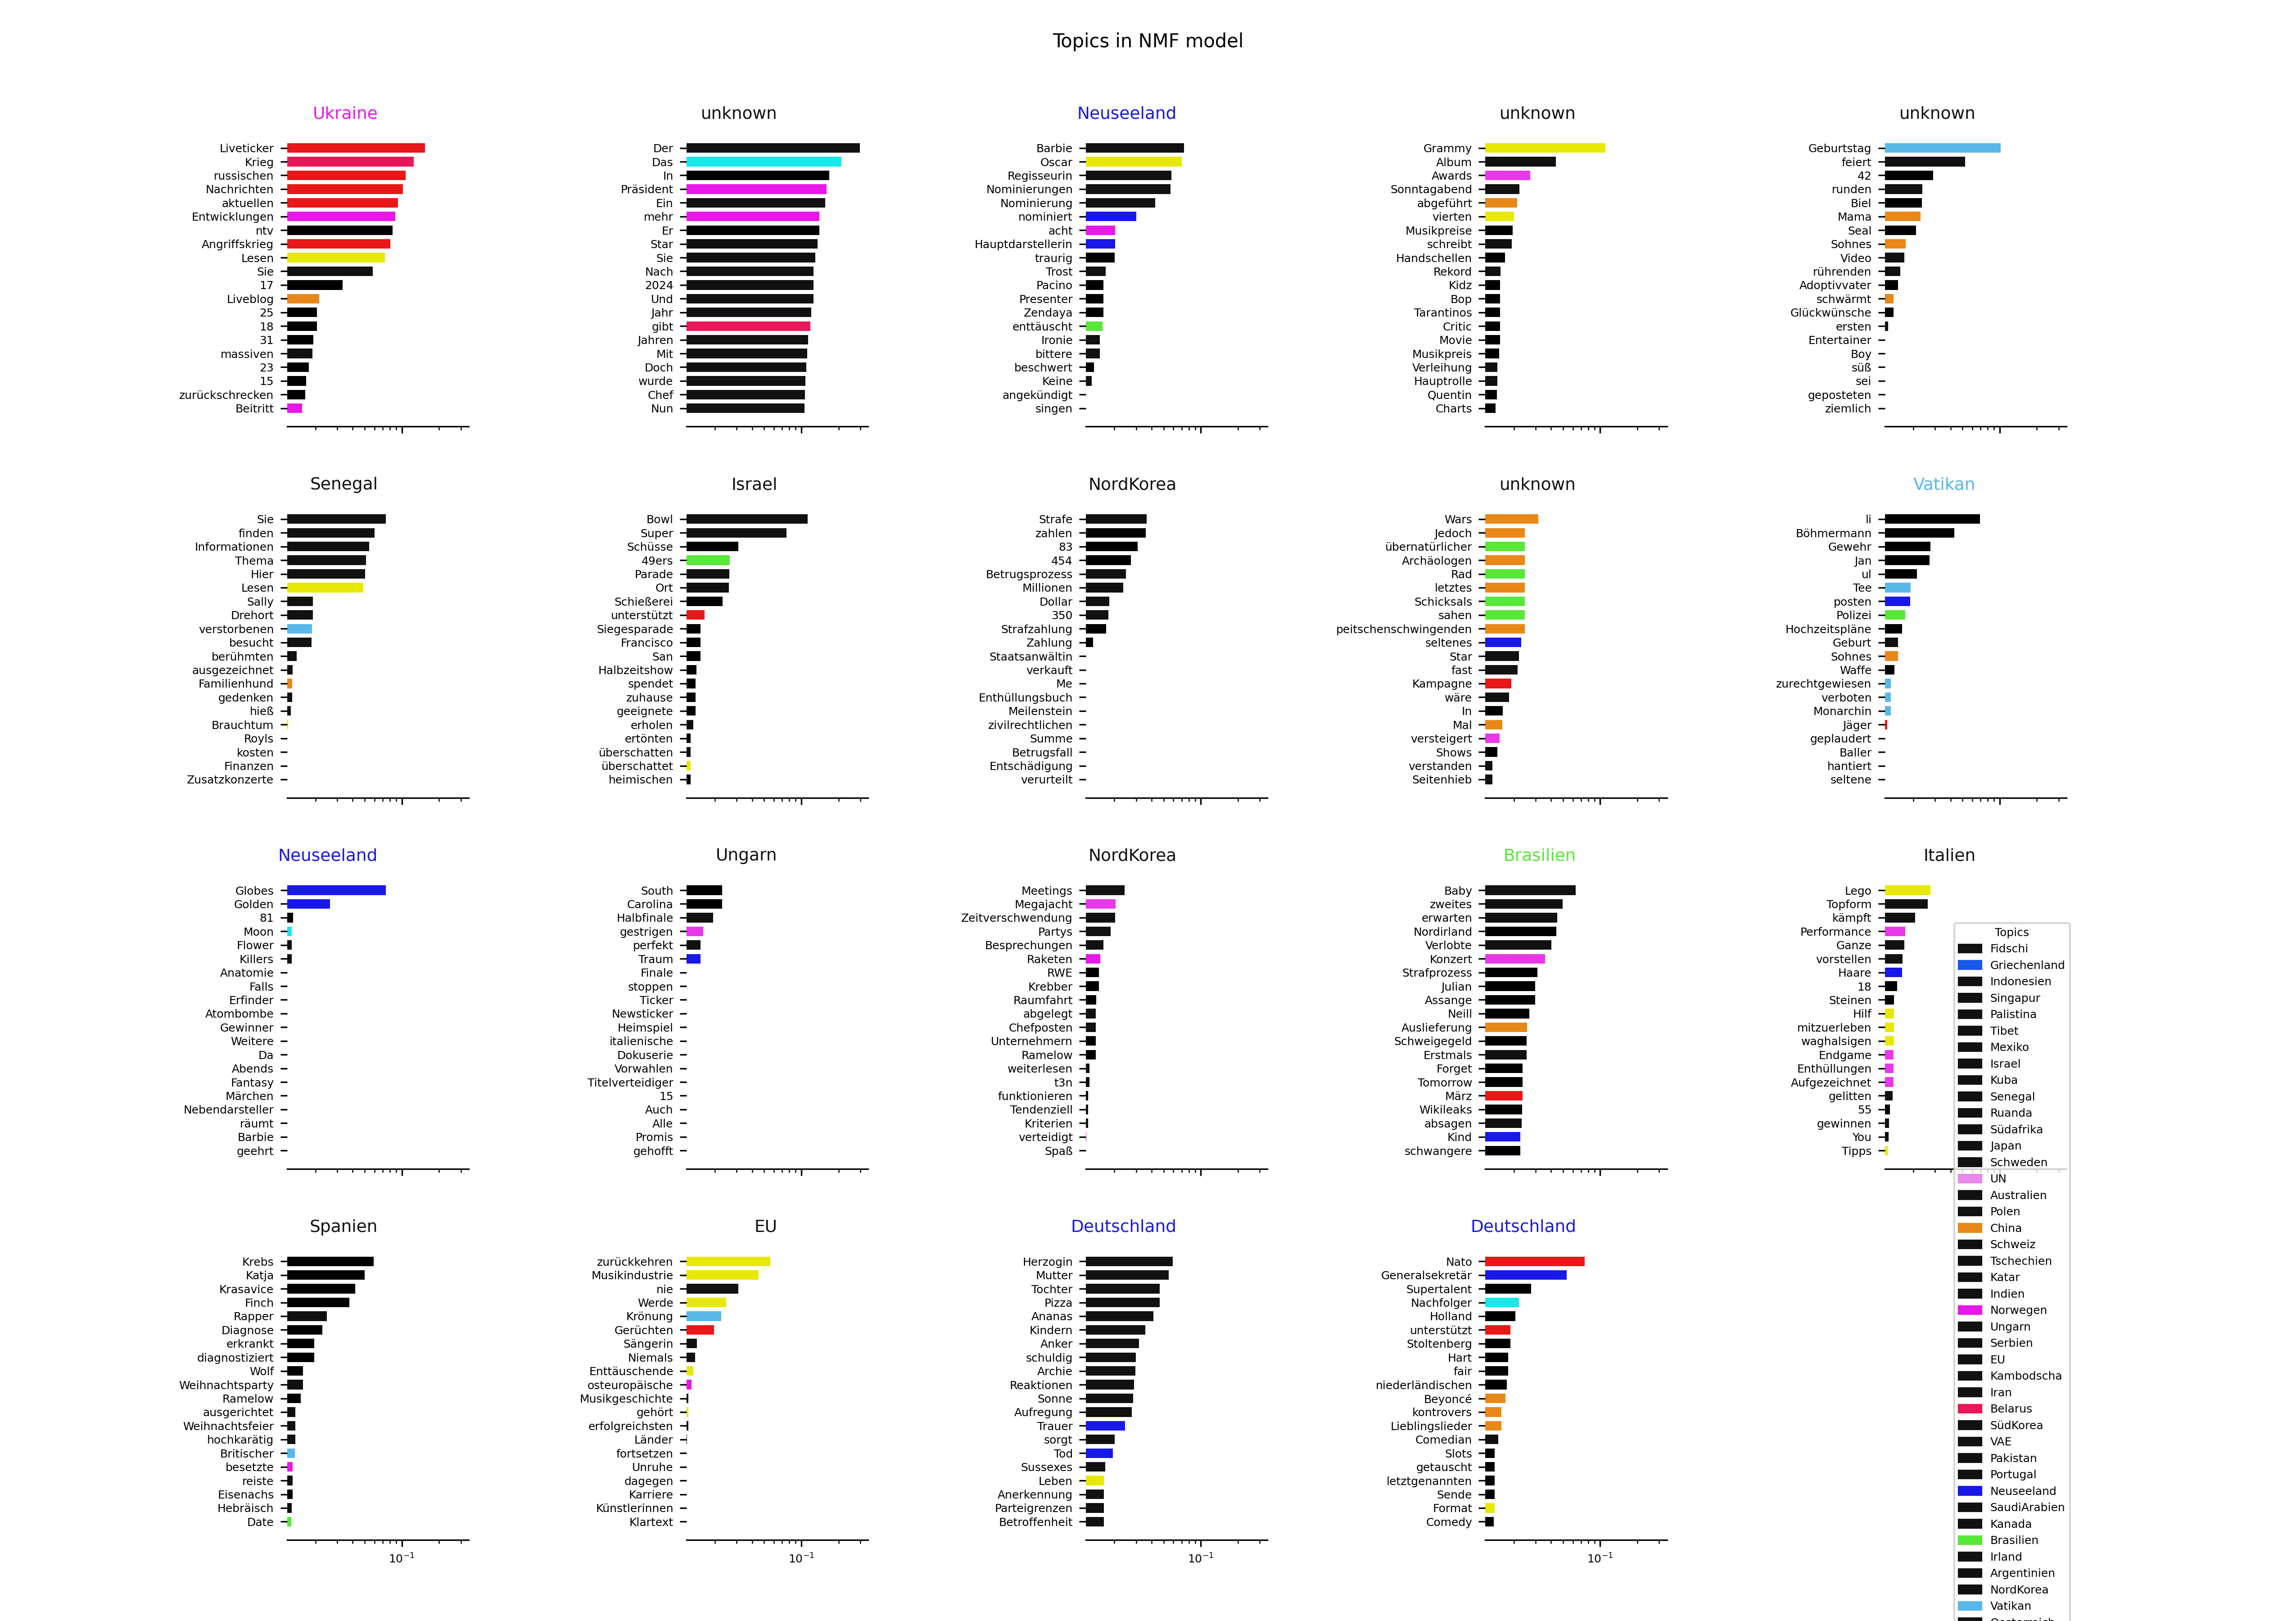 Topics in NMF model
Ukraine
Liveticker
Krieg
russischen
Nachrichten
aktuellen
Entwicklungen
ntv
Angriffskrieg
Lesen
Sie
17
Liveblog
25
18
31
massiven
23
15
zurückschrecken
Beitritt
unknown
Der
Das
In
Präsident
Ein
mehr
Er
Star
Sie
Nach
2024
Und
Jahr
gibt
Jahren
Mit
Doch
wurde
Chef
Nun
Neuseeland
Barbie
Oscar
Regisseurin
Nominierungen
Nominierung
nominiert
acht
Hauptdarstellerin
traurig
Trost
Pacino
Presenter
Zendaya
enttäuscht
Ironie
bittere
beschwert
Keine
angekündigt
singen
unknown
Grammy
Album
Awards
Sonntagabend
abgeführt
vierten
Musikpreise
schreibt
Handschellen
Rekord
Kidz
Bop
Tarantinos
Critic
Movie
Musikpreis
Verleihung
Hauptrolle
Quentin
Charts
unknown
Geburtstag
feiert
42
runden
Biel
Mama
Seal
Sohnes
Video
rührenden
Adoptivvater
schwärmt
Glückwünsche
ersten
Entertainer
Boy
süß
sei
geposteten
ziemlich
Senegal
Sie
finden
Informationen
Thema
Hier
Lesen
Sally
Drehort
verstorbenen
besucht
berühmten
ausgezeichnet
Familienhund
gedenken
hieß
Brauchtum
Royls
kosten
Finanzen
Zusatzkonzerte
Israel
Bowl
Super
Schüsse
49ers
Parade
Ort
Schießerei
unterstützt
Siegesparade
Francisco
San
Halbzeitshow
spendet
zuhause
geeignete
erholen
ertönten
überschatten
überschattet
heimischen
NordKorea
Strafe
zahlen
83
454
Betrugsprozess
Millionen
Dollar
350
Strafzahlung
Zahlung
Staatsanwältin
verkauft
Me
Enthüllungsbuch
Meilenstein
zivilrechtlichen
Summe
Betrugsfall
Entschädigung
verurteilt
unknown
Wars
Jedoch
übernatürlicher
Archäologen
Rad
letztes
Schicksals
sahen
peitschenschwingenden
seltenes
Star
fast
Kampagne
wäre
In
Mal
versteigert
Shows
verstanden
Seitenhieb
Vatikan
li
Böhmermann
Gewehr
Jan
ul
Tee
posten
Polizei
Hochzeitspläne
Geburt
Sohnes
Waffe
zurechtgewiesen
verboten
Monarchin
Jäger
geplaudert
Baller
hantiert
seltene
Neuseeland
Globes
Golden
81
Moon
Flower
Killers
Anatomie
Falls
Erfinder
Atombombe
Gewinner
Weitere
Da
Abends
Fantasy
Märchen
Nebendarsteller
räumt
Barbie
geehrt
Ungarn
South
Carolina
Halbfinale
gestrigen
perfekt
Traum
Finale
stoppen
Ticker
Newsticker
Heimspiel
italienische
Dokuserie
Vorwahlen
Titelverteidiger
15
Auch
Alle
Promis
gehofft
NordKorea
Meetings
Megajacht
Zeitverschwendung
Partys
Besprechungen
Raketen
RWE
Krebber
Raumfahrt
abgelegt
Chefposten
Unternehmern
Ramelow
weiterlesen
t3n
funktionieren
Tendenziell
Kriterien
verteidigt
Spaß
Brasilien
Baby
zweites
erwarten
Nordirland
Verlobte
Konzert
Strafprozess
Julian
Assange
Neill
Auslieferung
Schweigegeld
Erstmals
Forget
Tomorrow
März
Wikileaks
absagen
Kind
schwangere
Italien
Lego
Topform
kämpft
Performance
Ganze
vorstellen
Haare
18
Steinen
Hilf
mitzuerleben
waghalsigen
Endgame
Enthüllungen
Aufgezeichnet
gelitten
55
gewinnen
You
Tipps
Spanien
Krebs
Katja
Krasavice
Finch
Rapper
Diagnose
erkrankt
diagnostiziert
Wolf
Weihnachtsparty
Ramelow
ausgerichtet
Weihnachtsfeier
hochkarätig
Britischer
besetzte
reiste
Eisenachs
Hebräisch
Date
10⁻¹
EU
zurückkehren
Musikindustrie
nie
Werde
Krönung
Gerüchten
Sängerin
Niemals
Enttäuschende
osteuropäische
Musikgeschichte
gehört
erfolgreichsten
Länder
fortsetzen
Unruhe
dagegen
Karriere
Künstlerinnen
Klartext
10⁻¹
Deutschland
Herzogin
Mutter
Tochter
Pizza
Ananas
Kindern
Anker
schuldig
Archie
Reaktionen
Sonne
Aufregung
Trauer
sorgt
Tod
Sussexes
Leben
Anerkennung
Parteigrenzen
Betroffenheit
10⁻¹
Deutschland
Nato
Generalsekretär
Supertalent
Nachfolger
Holland
unterstützt
Stoltenberg
Hart
fair
niederländischen
Beyoncé
kontrovers
Lieblingslieder
Comedian
Slots
getauscht
letztgenannten
Sende
Format
Comedy
10⁻¹
Topics
Fidschi
Griechenland
Indonesien
Singapur
Palistina
Tibet
Mexiko
Israel
Kuba
Senegal
Ruanda
Südafrika
Japan
Schweden
UN
Australien
Polen
China
Schweiz
Tschechien
Katar
Indien
Norwegen
Ungarn
Serbien
EU
Kambodscha
Iran
Belarus
SüdKorea
VAE
Pakistan
Portugal
Neuseeland
SaudiArabien
Kanada
Brasilien
Irland
Argentinien
NordKorea
Vatikan